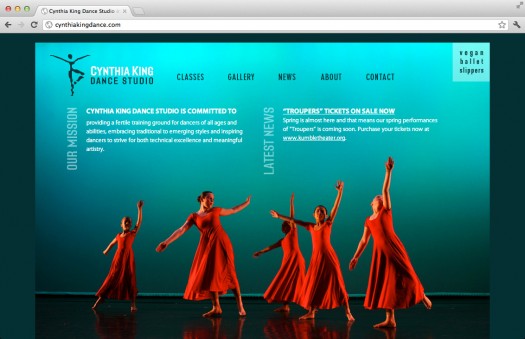 Cynthia King Dance Studio
cynthiakingdance.com
CYNTHIA KING
DANCE STUDIO
CLASSES
GALLERY
NEWS
ABOUT
CONTACT
vegan
ballet
slippers
OUR MISSION
CYNTHIA KING DANCE STUDIO IS COMMITTED TO
providing a fertile training ground for dancers of all ages and
abilities, embracing traditional to emerging styles and inspiring
dancers to strive for both technical excellence and meaningful
artistry.
LATEST NEWS
"TROUPERS" TICKETS ON SALE NOW
Spring is almost here and that means our spring performances
of "Troupers" is coming soon. Purchase your tickets now at
www.kumbletheater.org.